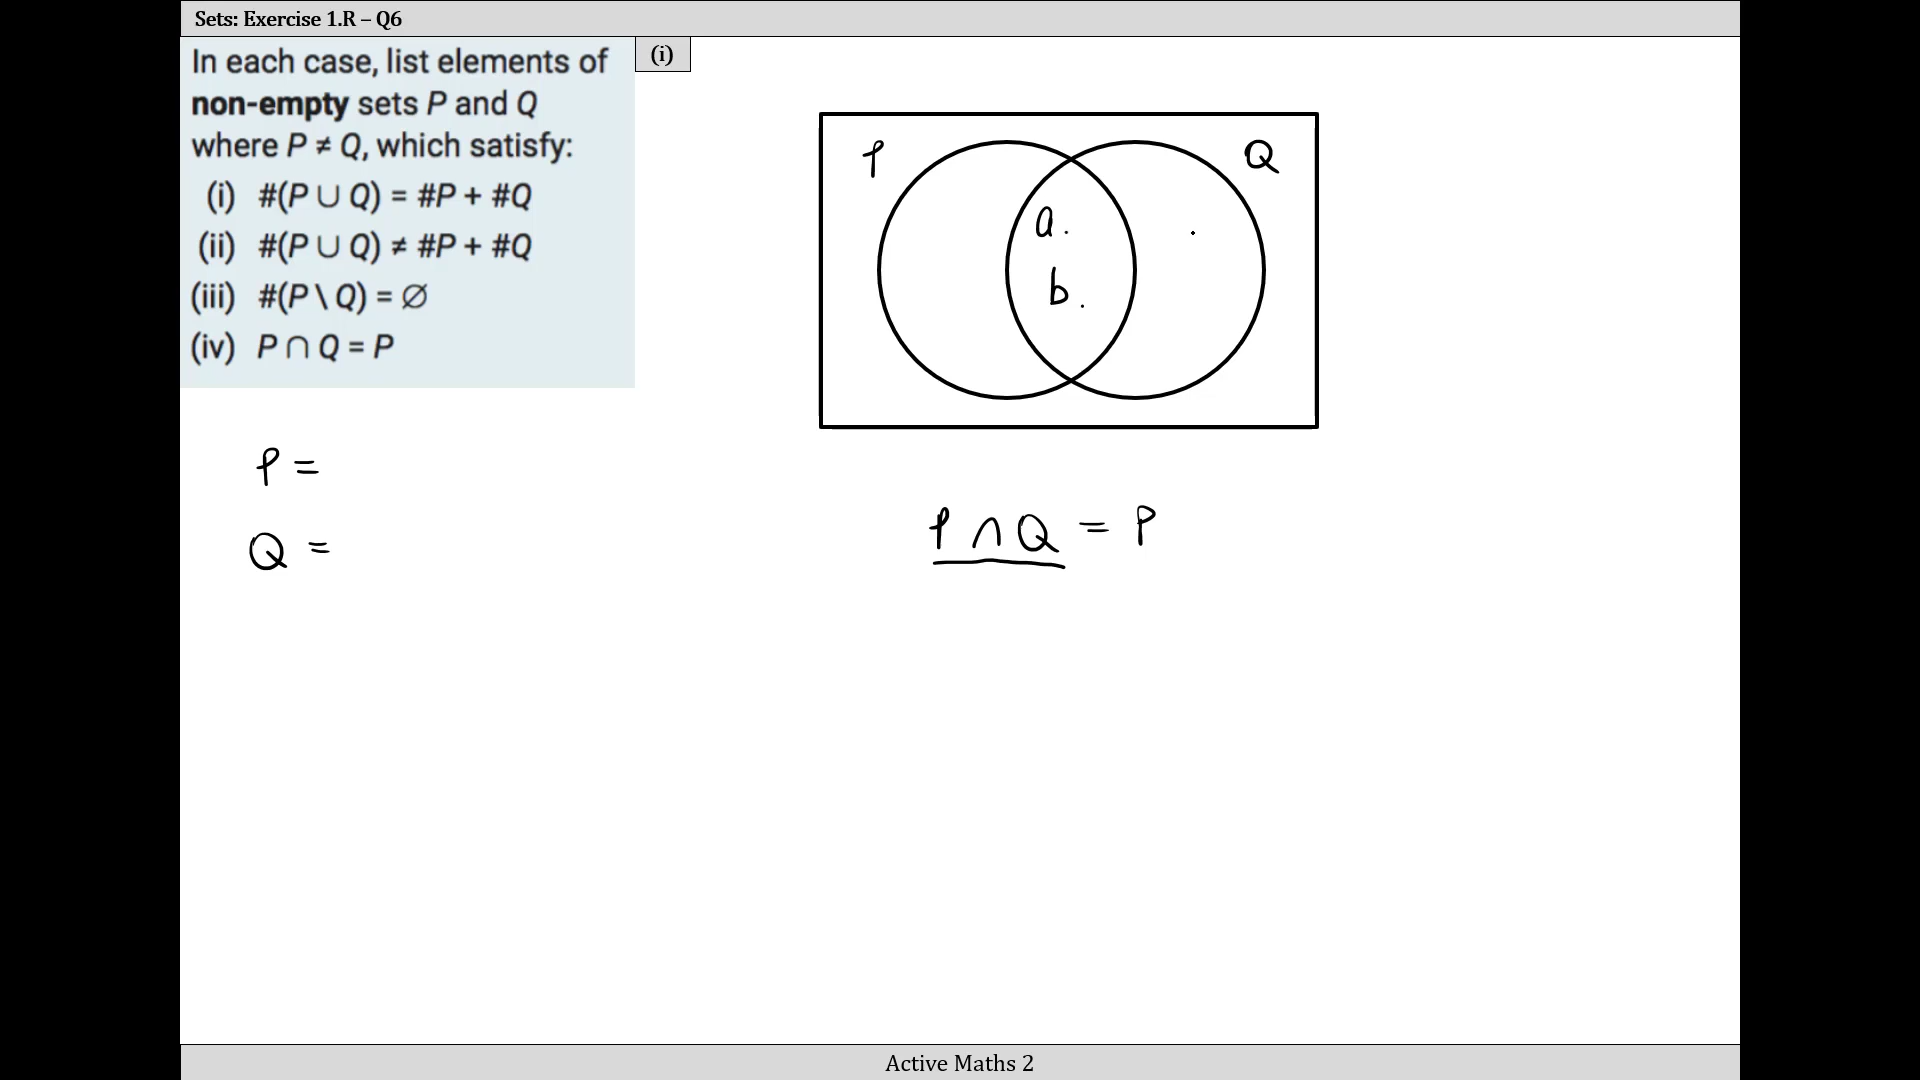 Sets: Exercise 1.R – Q6
In each case, list elements of
non-empty sets P and Q
where P ≠ Q, which satisfy:
(i) #(P ∪ Q) = #P + #Q
(ii) #(P ∪ Q) ≠ #P + #Q
(iii) #(P \ Q) = ∅
(iv) P ∩ Q = P
(i)
P Q
a.
b.
P =
Q =
P ∩ Q = P
Active Maths 2